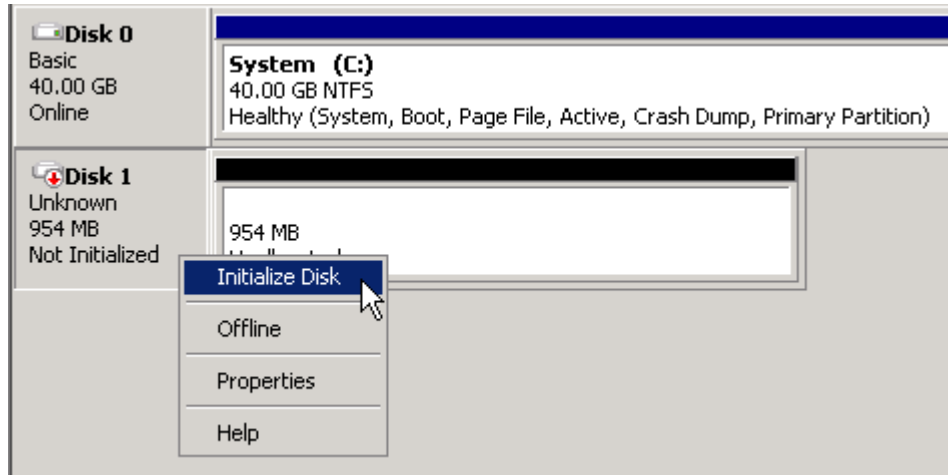 Disk 0
Basic
40.00 GB
Online
System (C:)
40.00 GB NTFS
Healthy (System, Boot, Page File, Active, Crash Dump, Primary Partition)
Disk 1
Unknown
954 MB
Not Initialized
954 MB
Initialize Disk
Offline
Properties
Help